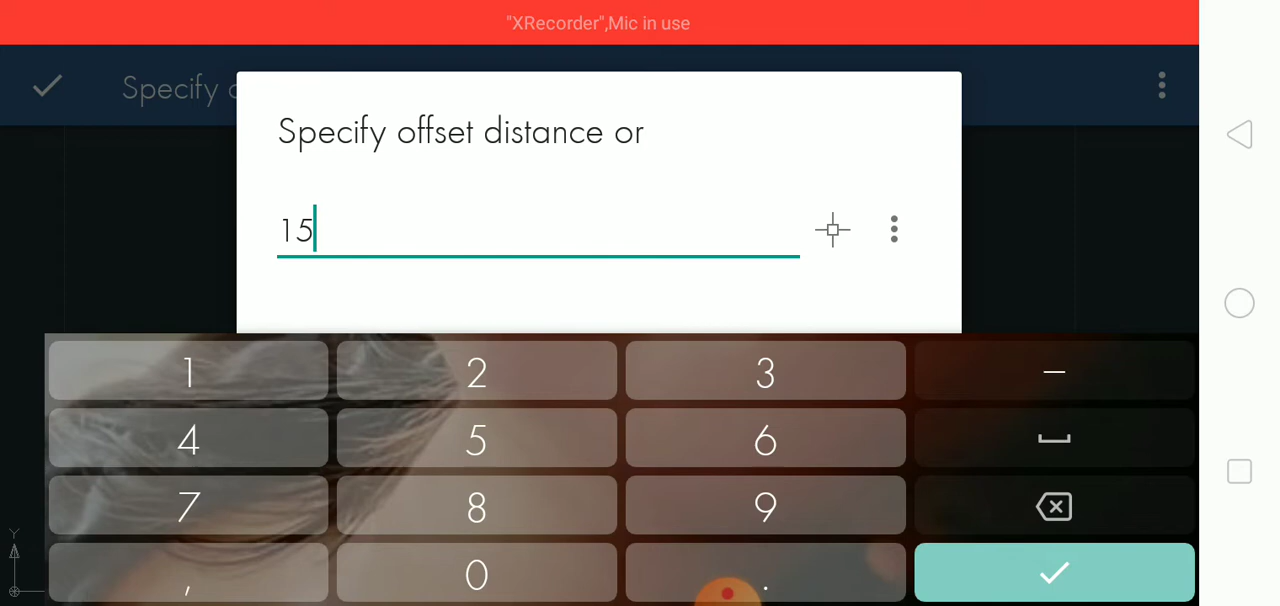 "XRecorder",Mic in use
Specify o
Specify offset distance or
15
1 2 3 –
4 5 6
7 8 9
, 0 .
Y